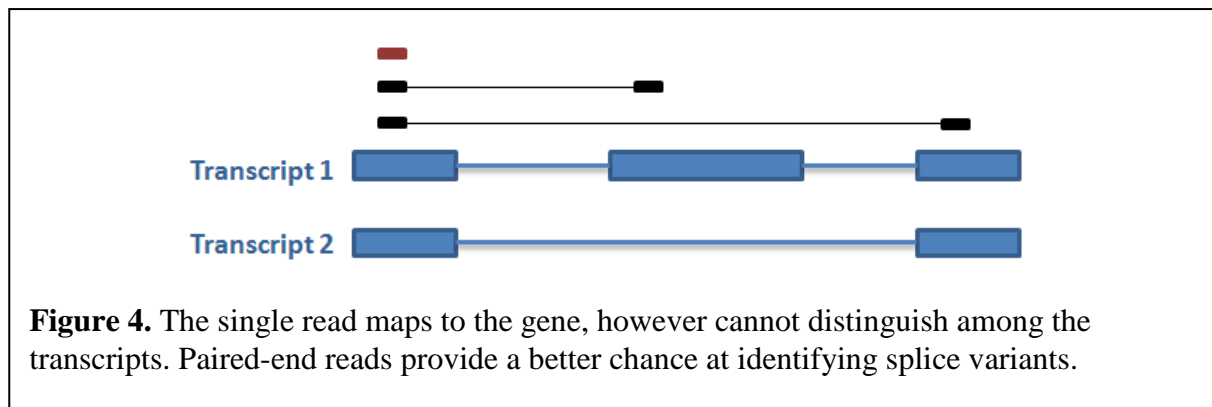 Transcript 1
Transcript 2
Figure 4. The single read maps to the gene, however cannot distinguish among the
transcripts. Paired-end reads provide a better chance at identifying splice variants.